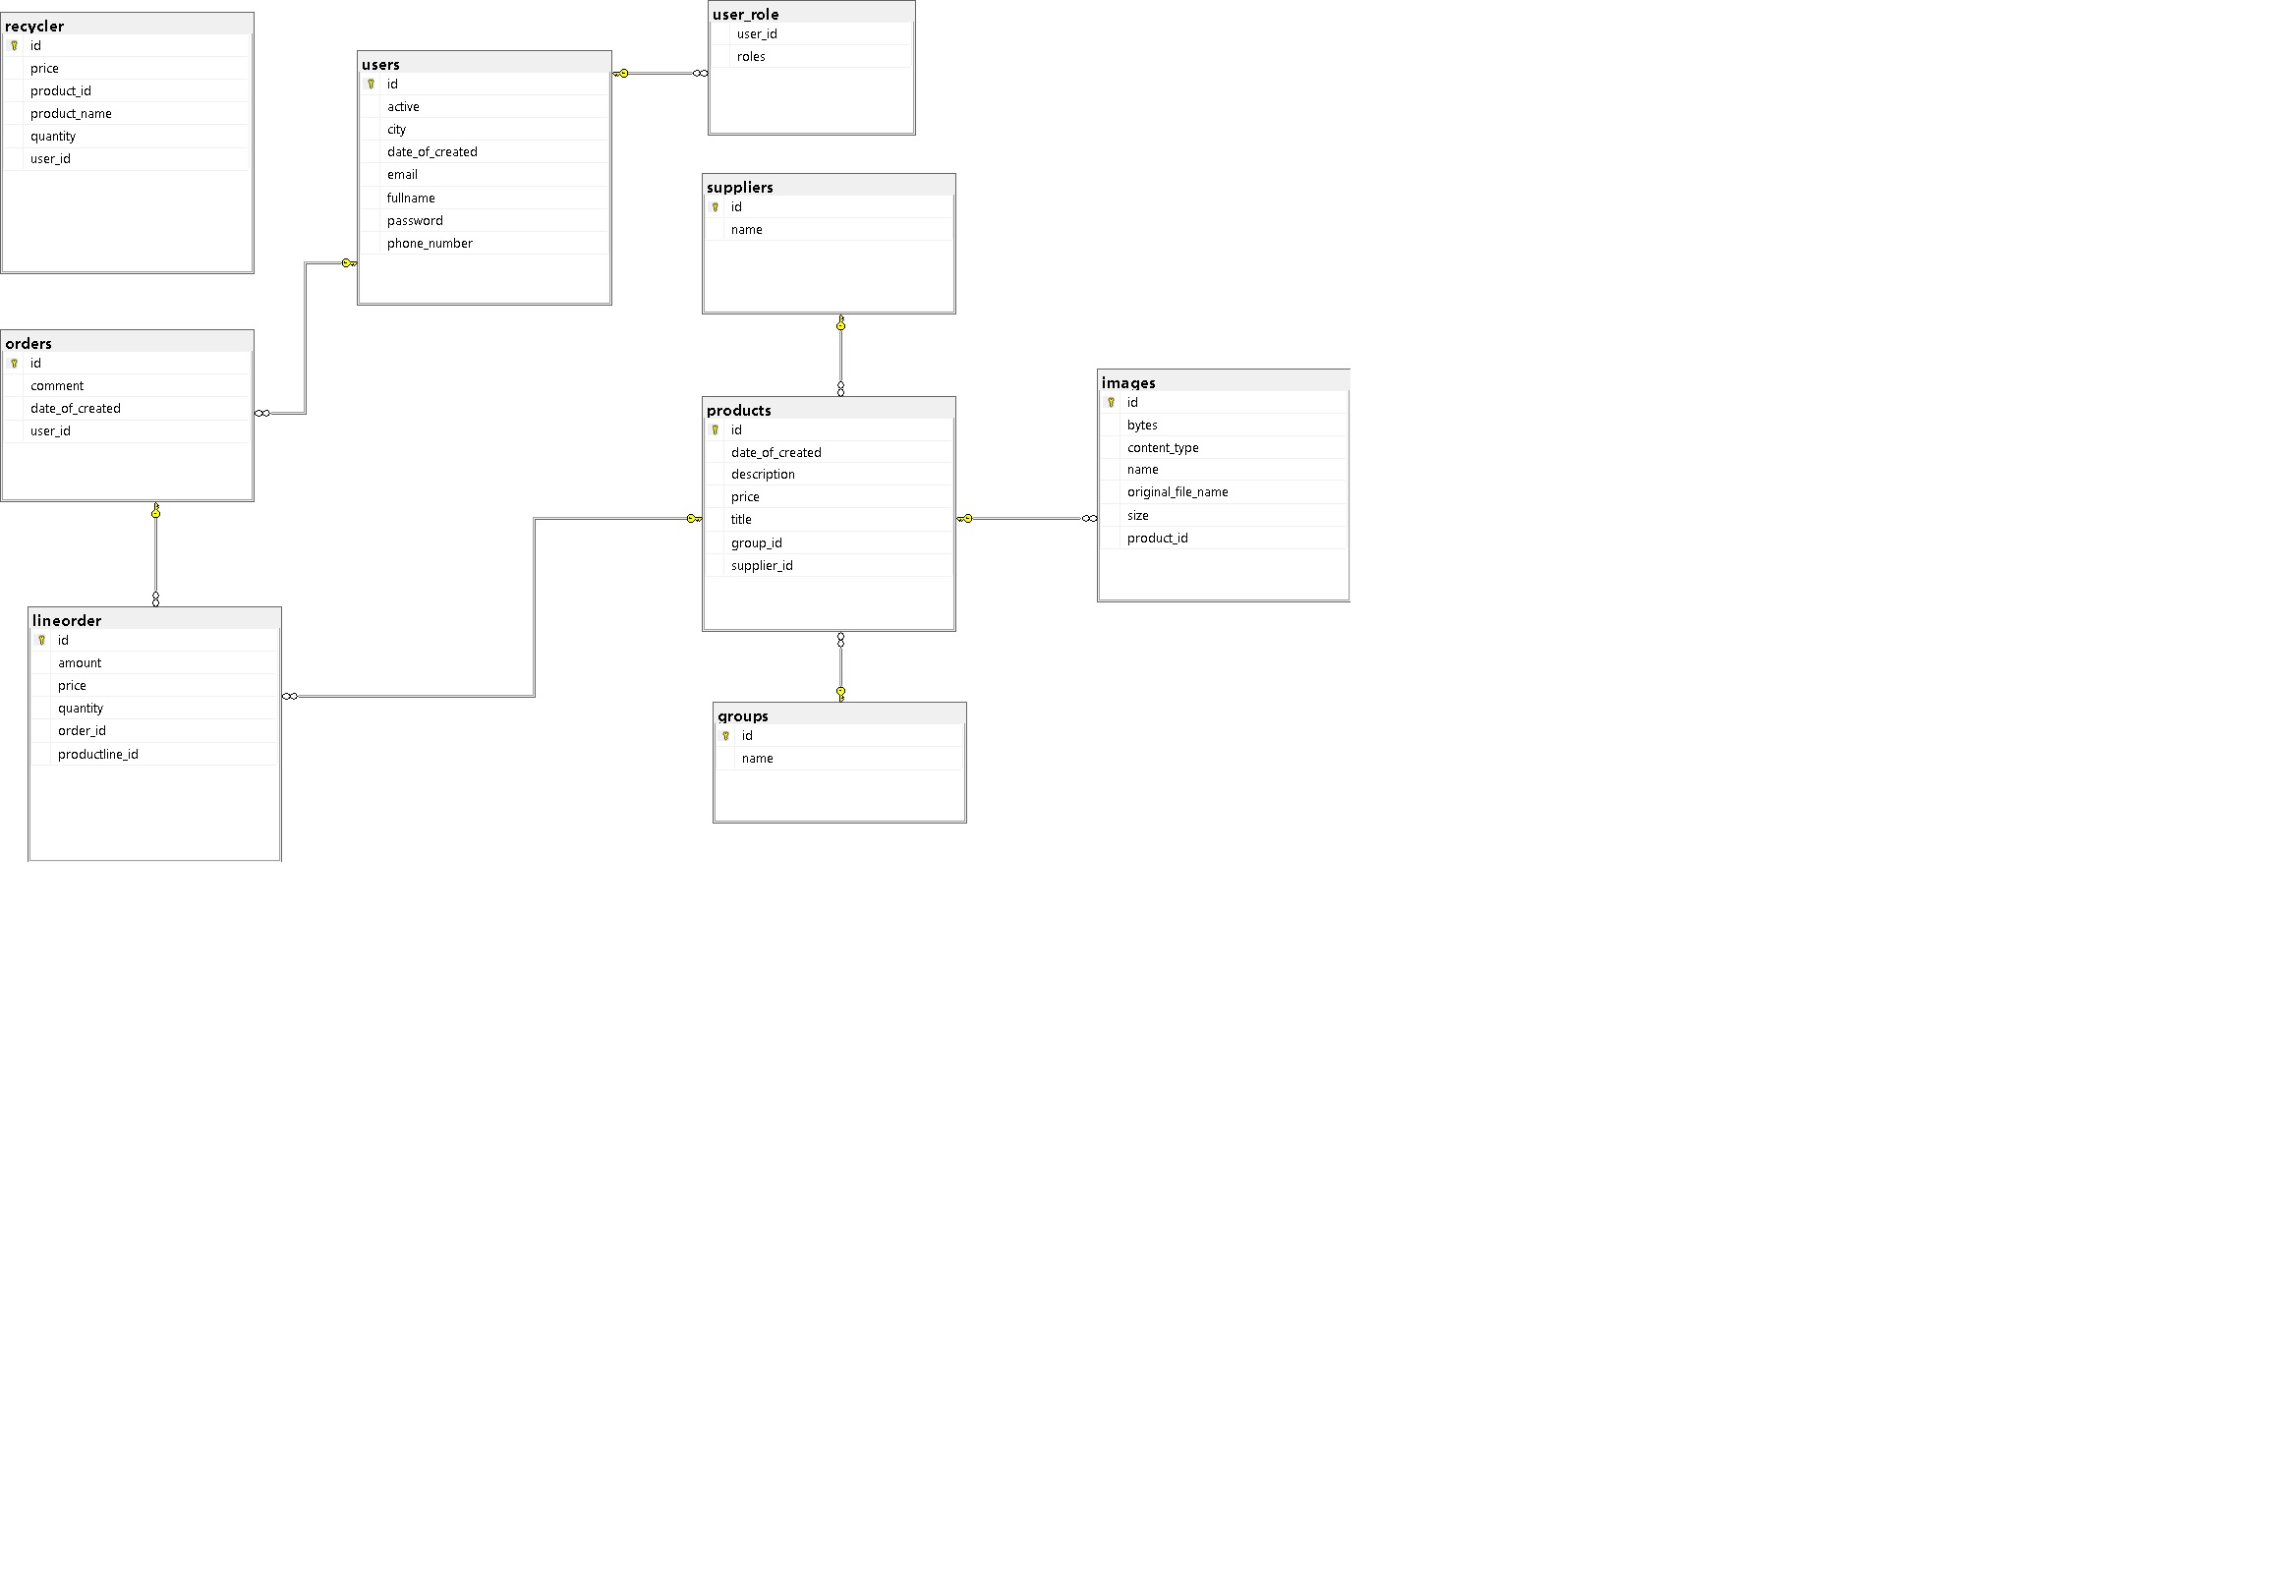 recycler
id
price
product_id
product_name
quantity
user_id
users
id
active
city
date_of_created
email
fullname
password
phone_number
user_role
user_id
roles
suppliers
id
name
orders
id
comment
date_of_created
user_id
products
id
date_of_created
description
price
title
group_id
supplier_id
images
id
bytes
content_type
name
original_file_name
size
product_id
lineorder
id
amount
price
quantity
order_id
productline_id
groups
id
name